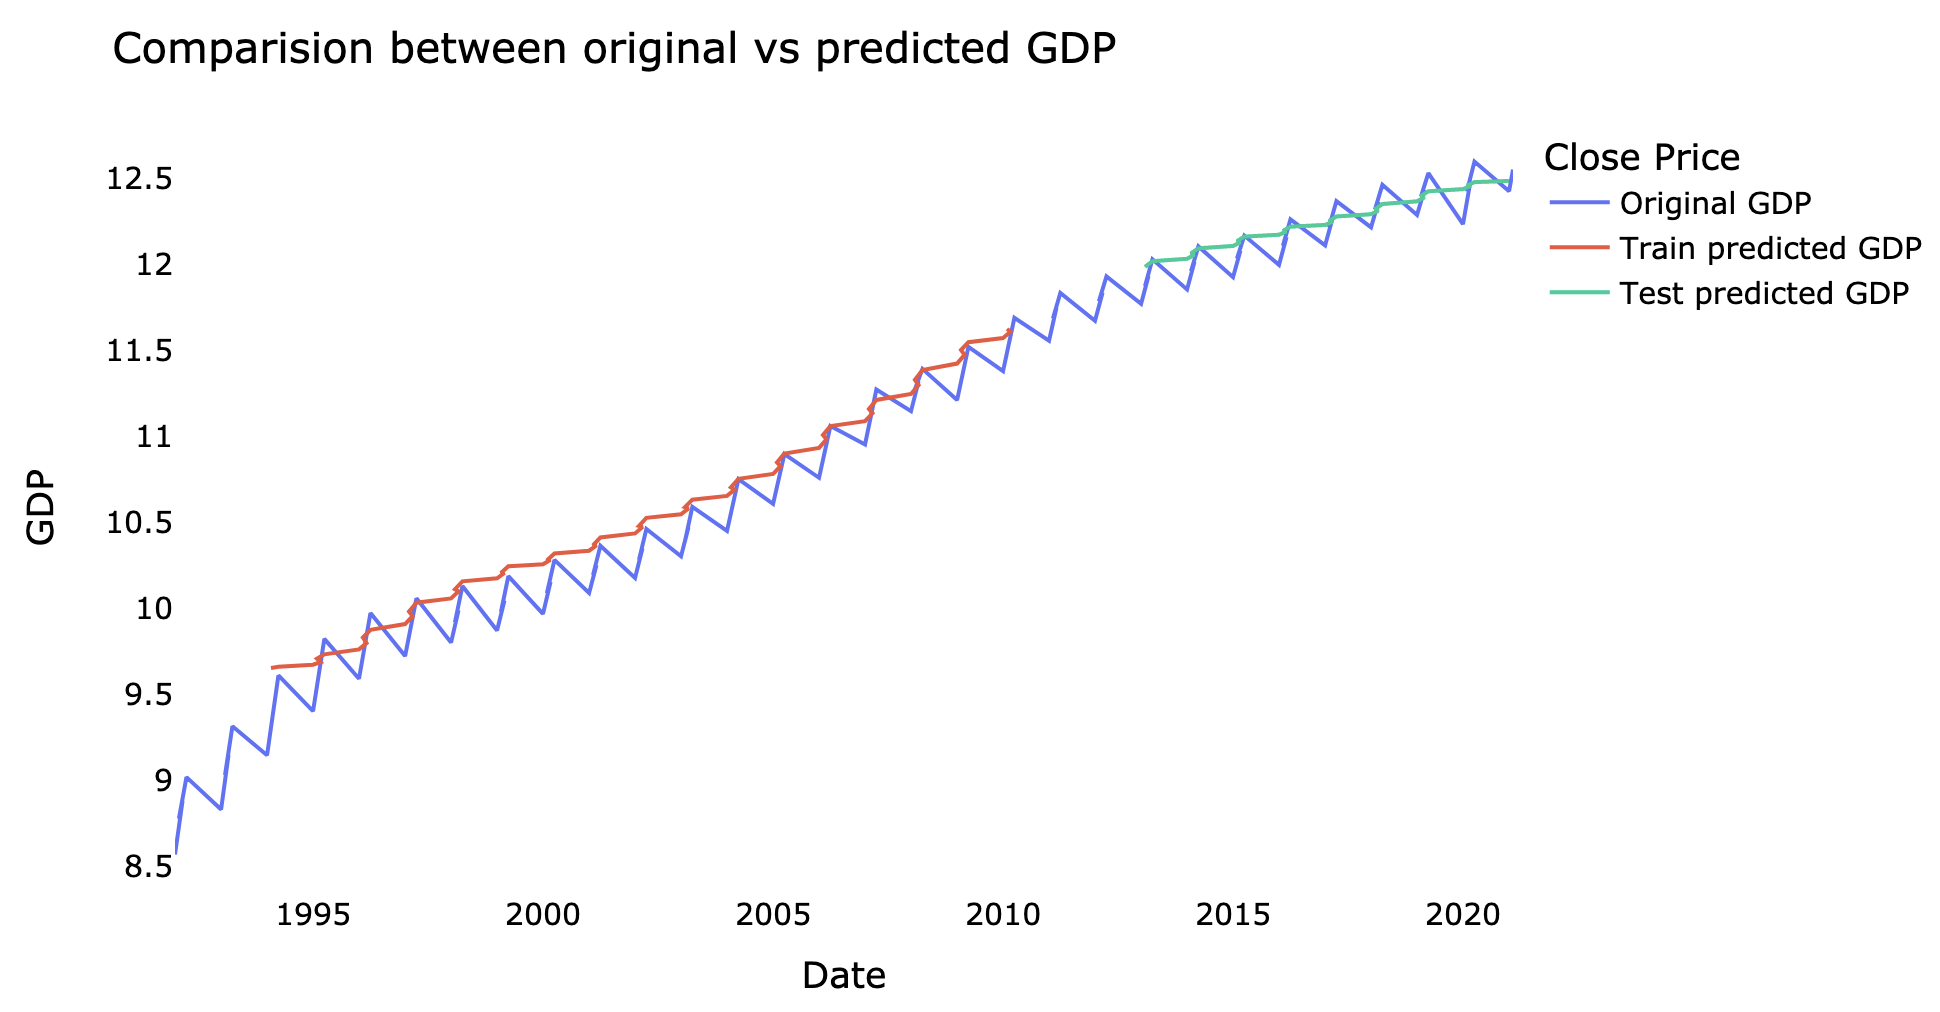 Comparision between original vs predicted GDP
Close Price
Original GDP
Train predicted GDP
Test predicted GDP
12.5
12
11.5
11
10.5
10
9.5
9
8.5
GDP
1995 2000 2005 2010 2015 2020
Date